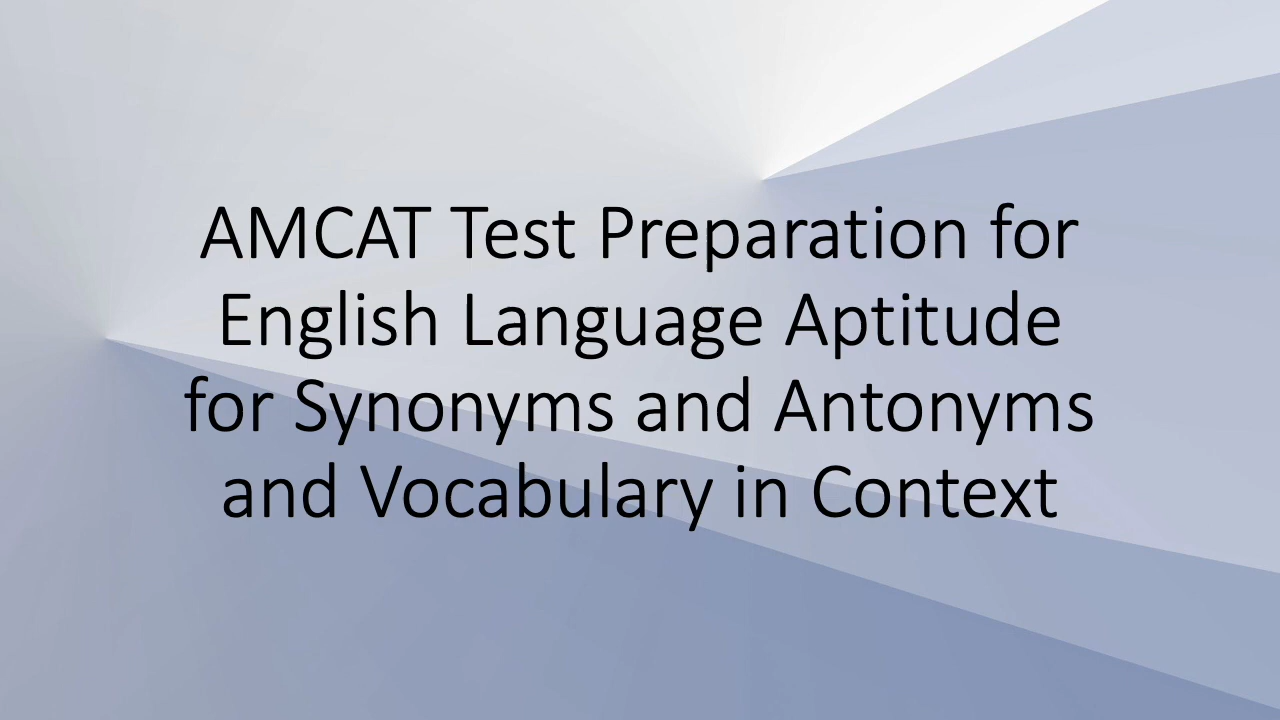 AMCAT Test Preparation for
English Language Aptitude
for Synonyms and Antonyms
and Vocabulary in Context